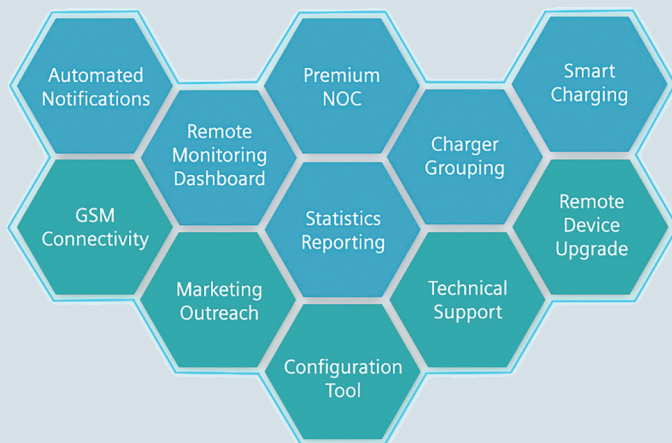 Automated
Notifications
Premium
NOC
Smart
Charging
Remote
Monitoring
Dashboard
Charger
Grouping
GSM
Connectivity
Statistics
Reporting
Remote
Device
Upgrade
Marketing
Outreach
Technical
Support
Configuration
Tool